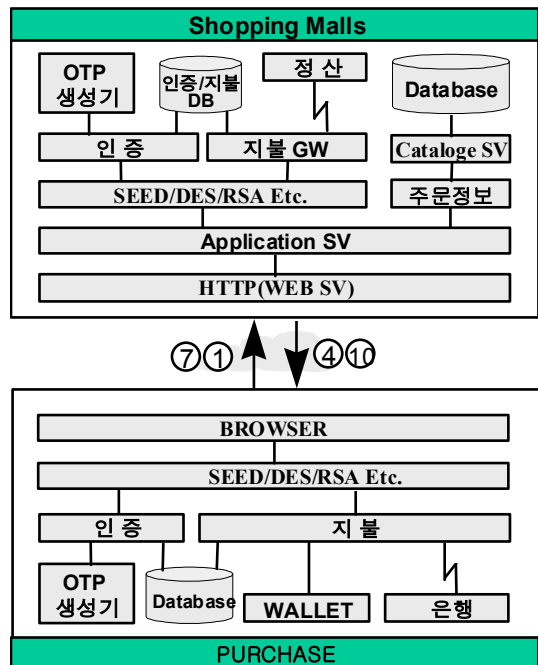 Shopping Malls
OTP
생성기
인증/지불
DB
정 산
Database
인 증
지 불 GW
Cataloge SV
SEED/DES/RSA Etc.
주문정보
Application SV
HTTP(WEB SV)
⑦① ④⑩
BROWSER
SEED/DES/RSA Etc.
인 증
지 불
OTP
생성기
Database
WALLET
은행
PURCHASE